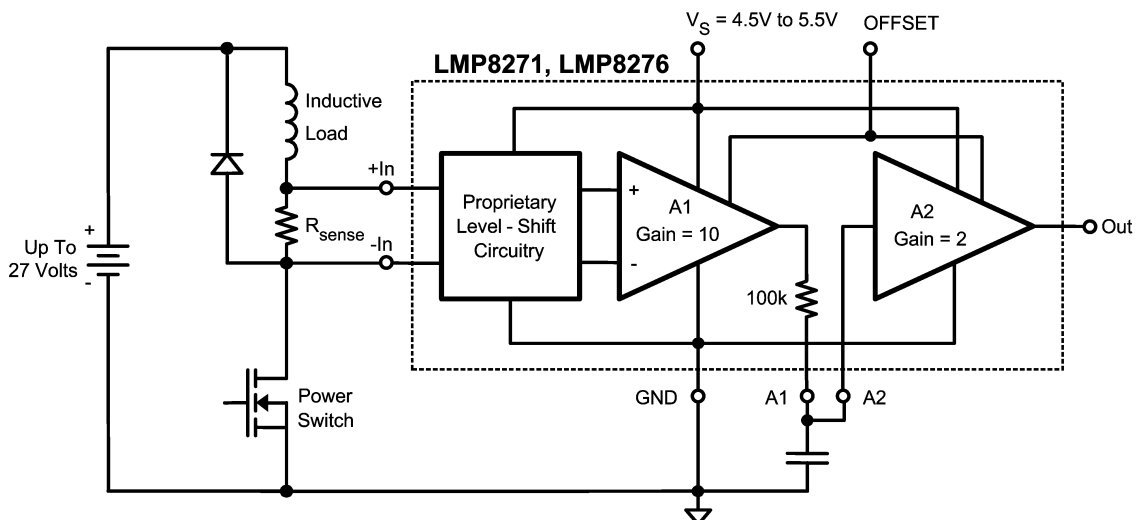 V_S = 4.5V to 5.5V
OFFSET
LMP8271, LMP8276
Inductive
Load
+In
R_sense
-In
+
Up To
27 Volts
-
Proprietary
Level - Shift
Circuitry
+
A1
Gain = 10
-
A2
Gain = 2
Out
100k
Power
Switch
GND
A1
A2